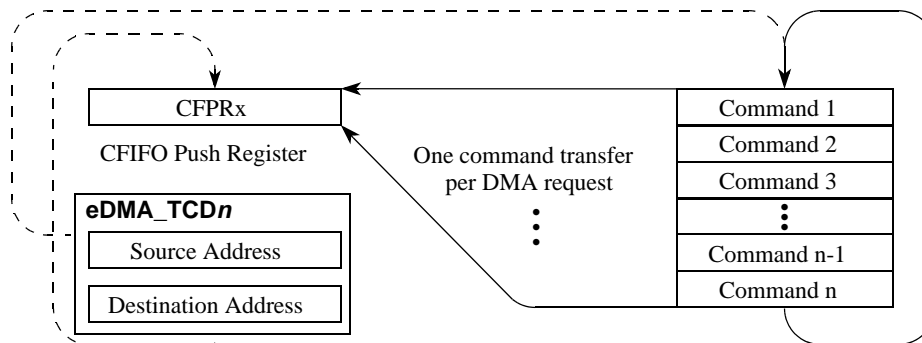 CFPRx
CFIFO Push Register
eDMA_TCDn
Source Address
Destination Address
One command transfer
per DMA request
Command 1
Command 2
Command 3
Command n-1
Command n